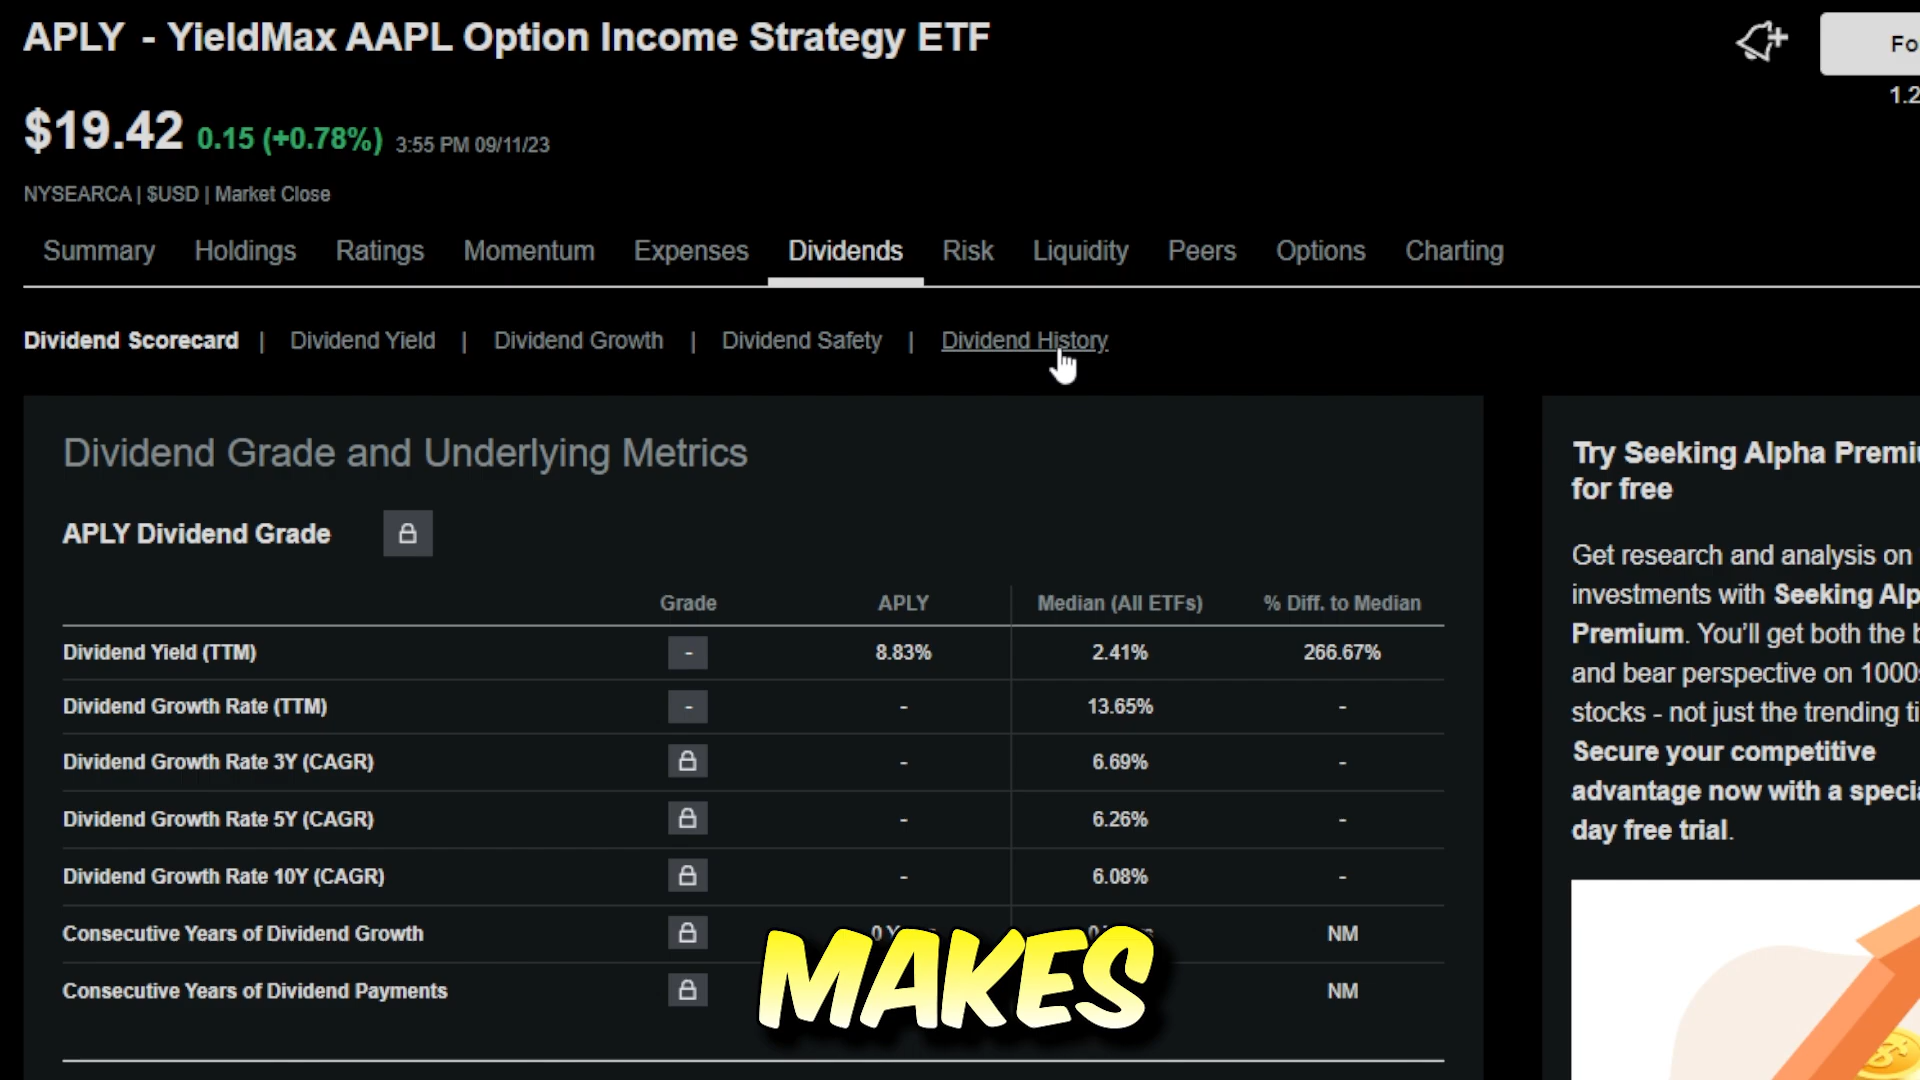 APLY - YieldMax AAPL Option Income Strategy ETF
Fo
$19.42 0.15 (+0.78%) 3:55 PM 09/11/23
1.2
NYSEARCA | $USD | Market Close
Summary Holdings Ratings Momentum Expenses Dividends Risk Liquidity Peers Options Charting
Dividend Scorecard | Dividend Yield | Dividend Growth | Dividend Safety | Dividend History
Dividend Grade and Underlying Metrics
APLY Dividend Grade
Grade APLY Median (All ETFs) % Diff. to Median
Dividend Yield (TTM) - 8.83% 2.41% 266.67%
Dividend Growth Rate (TTM) - - 13.65% -
Dividend Growth Rate 3Y (CAGR) - 6.69% -
Dividend Growth Rate 5Y (CAGR) - 6.26% -
Dividend Growth Rate 10Y (CAGR) - 6.08% -
Consecutive Years of Dividend Growth NM
Consecutive Years of Dividend Payments NM
MAKES
Try Seeking Alpha Premiu
for free
Get research and analysis on
investments with Seeking Alp
Premium. You'll get both the b
and bear perspective on 1000s
stocks - not just the trending ti
Secure your competitive
advantage now with a specia
day free trial.